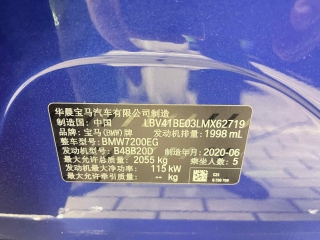 华晨宝马汽车有限公司制造
制造国：中国 LBV41BE03LMX62719
品牌：宝马(BMW)牌 发动机排量：1998 mL
整车型号：BMW7200EG
发动机型号：B48B20D 制造年月：2020-06
最大允许总质量：2055 kg 乘坐人数：5
发动机最大净功率：115 kW
最大允许牵引质量：-- kg